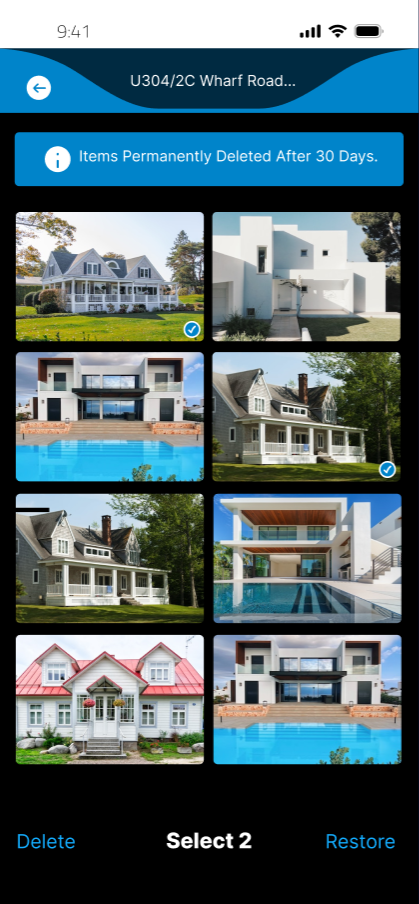 9:41
U304/2C Wharf Road...
Items Permanently Deleted After 30 Days.
Delete
Select 2
Restore